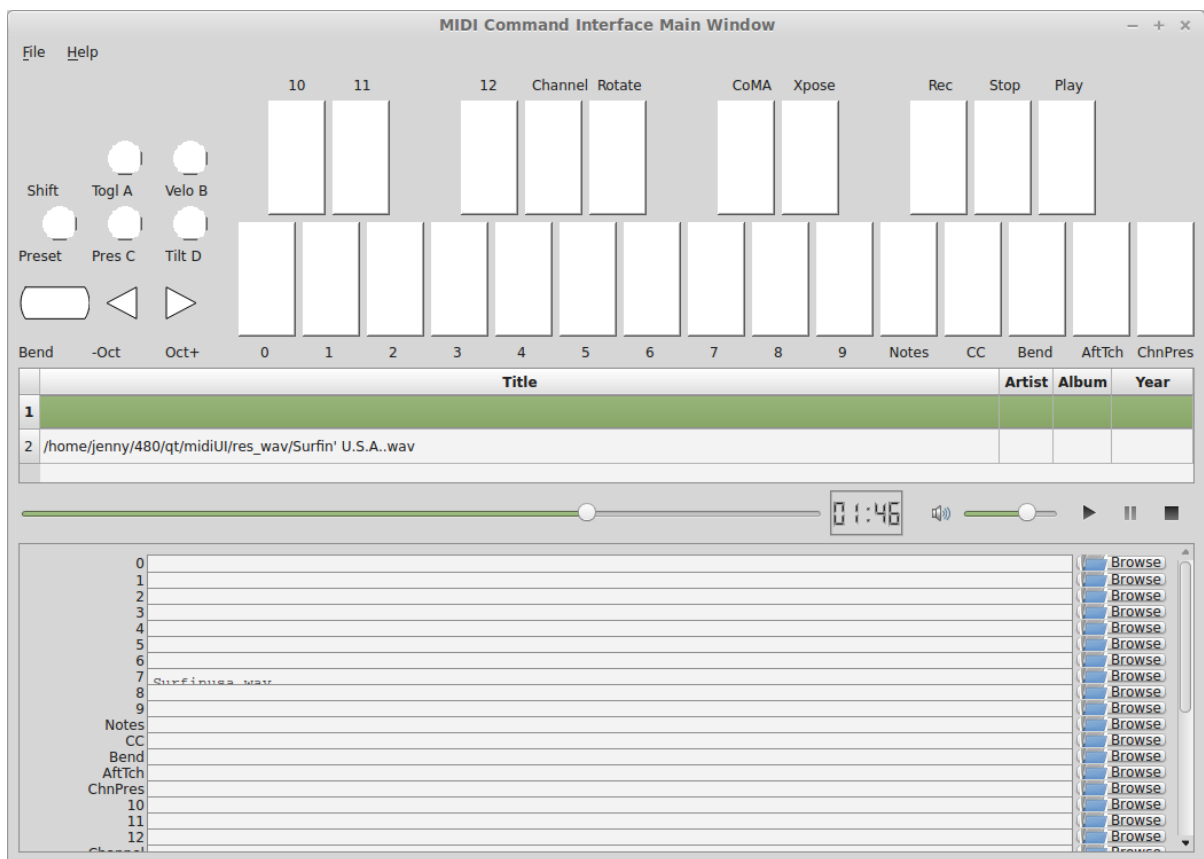 MIDI Command Interface Main Window
File Help
10 11 12 Channel Rotate CoMA Xpose Rec Stop Play
Shift Togl A Velo B
Preset Pres C Tilt D
Bend -Oct Oct+ 0 1 2 3 4 5 6 7 8 9 Notes CC Bend AftTch ChnPres
Title Artist Album Year
1
2 /home/jenny/480/qt/midiUI/res_wav/Surfin' U.S.A..wav
01:46
0 Browse
1 Browse
2 Browse
3 Browse
4 Browse
5 Browse
6 Browse
7 Surfinusa.wav Browse
8 Browse
9 Browse
Notes Browse
CC Browse
Bend Browse
AftTch Browse
ChnPres Browse
10 Browse
11 Browse
12 Browse
Channel Browse